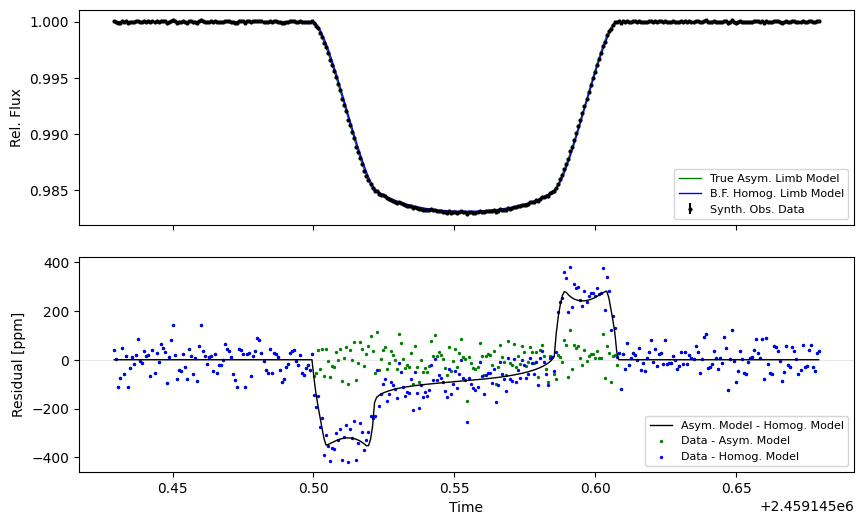 1.000
0.995
0.990
0.985
Rel. Flux
True Asym. Limb Model
B.F. Homog. Limb Model
Synth. Obs. Data
400
200
0
−200
−400
Residual [ppm]
Asym. Model - Homog. Model
Data - Asym. Model
Data - Homog. Model
0.45 0.50 0.55 0.60 0.65
Time
+2.459145e6